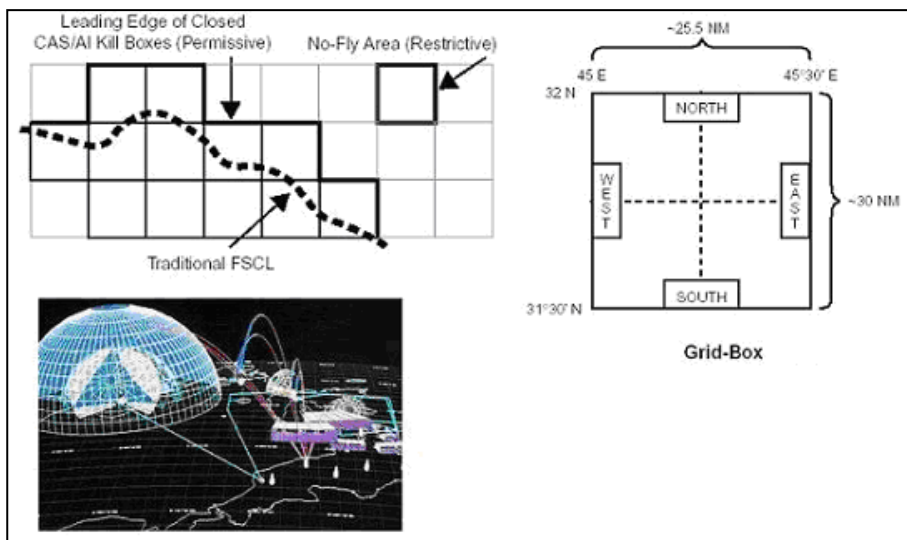 Leading Edge of Closed
CAS/AI Kill Boxes (Permissive)
No-Fly Area (Restrictive)
Traditional FSCL
~25.5 NM
45 E
45°30' E
32 N
NORTH
WEST
EAST
~30 NM
SOUTH
31°30' N
Grid-Box